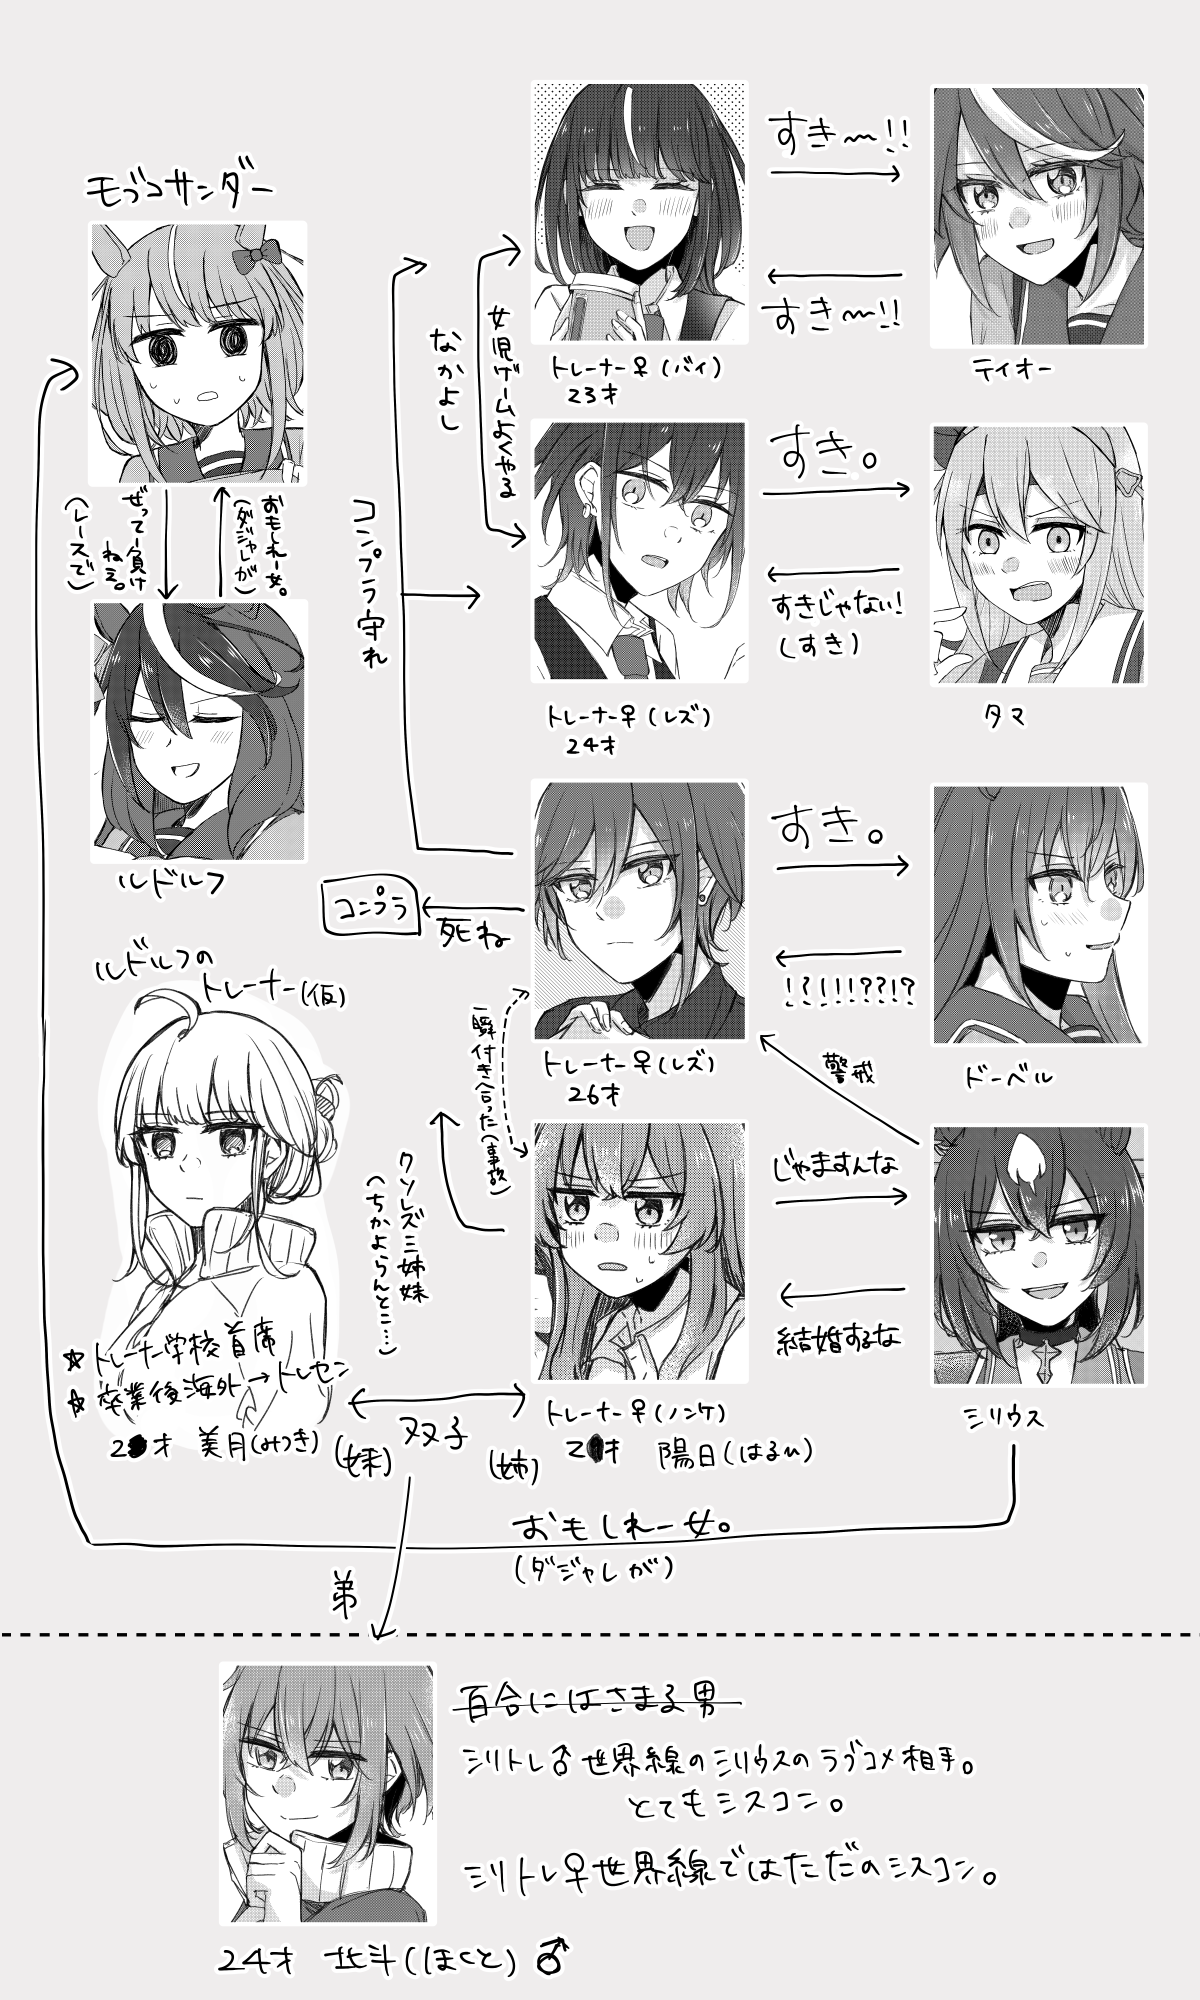 モブコサンダー
すき〜!!
すき〜!!
トレーナー♀(バイ)
23才
テイオー
女児ゲームよくやる
なかよし
コンプラ守れ
おもしれー女。
(ダジャレが)
ぜってー負け
ねぇ。
(レースで)
ルドルフ
すき。
すきじゃない!
(すき)
トレーナー♀(レズ)
24才
タマ
すき。
!?!!!??!?
コンプラ
死ね
トレーナー♀(レズ)
26才
ドーベル
警戒
一瞬付き合った(事故)
ルドルフの
トレーナー(仮)
クソレズ三姉妹
(ちかよらんとこ…)
じゃますんな
結婚するな
☆トレーナー学校首席
☆卒業後海外→トレセン
2 才 美月(みつき)
(妹)
双子
(姉)
トレーナー♀(ノンケ)
2 才 陽日(はるひ)
シリウス
おもしれー女。
(ダジャレが)
弟
百合にはさまる男
シリトレ♂世界線のシリウスのラブコメ相手。
とてもシスコン。
シリトレ♀世界線ではただのシスコン。
24才 北斗(ほくと)♂